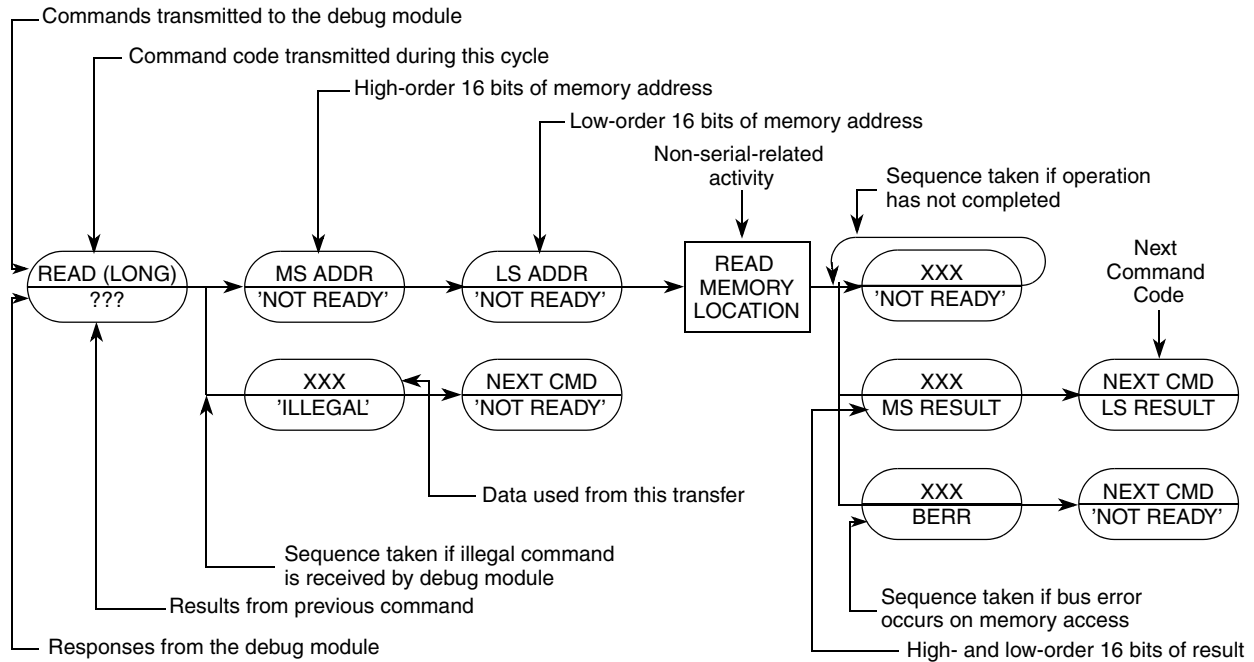 Commands transmitted to the debug module
Command code transmitted during this cycle
High-order 16 bits of memory address
Low-order 16 bits of memory address
Non-serial-related
activity
Sequence taken if operation
has not completed
Next
Command
Code
READ (LONG)
???
MS ADDR
'NOT READY'
LS ADDR
'NOT READY'
READ
MEMORY
LOCATION
XXX
'NOT READY'
XXX
'ILLEGAL'
NEXT CMD
'NOT READY'
XXX
MS RESULT
NEXT CMD
LS RESULT
XXX
BERR
NEXT CMD
'NOT READY'
Data used from this transfer
Sequence taken if illegal command
is received by debug module
Results from previous command
Responses from the debug module
Sequence taken if bus error
occurs on memory access
High- and low-order 16 bits of result